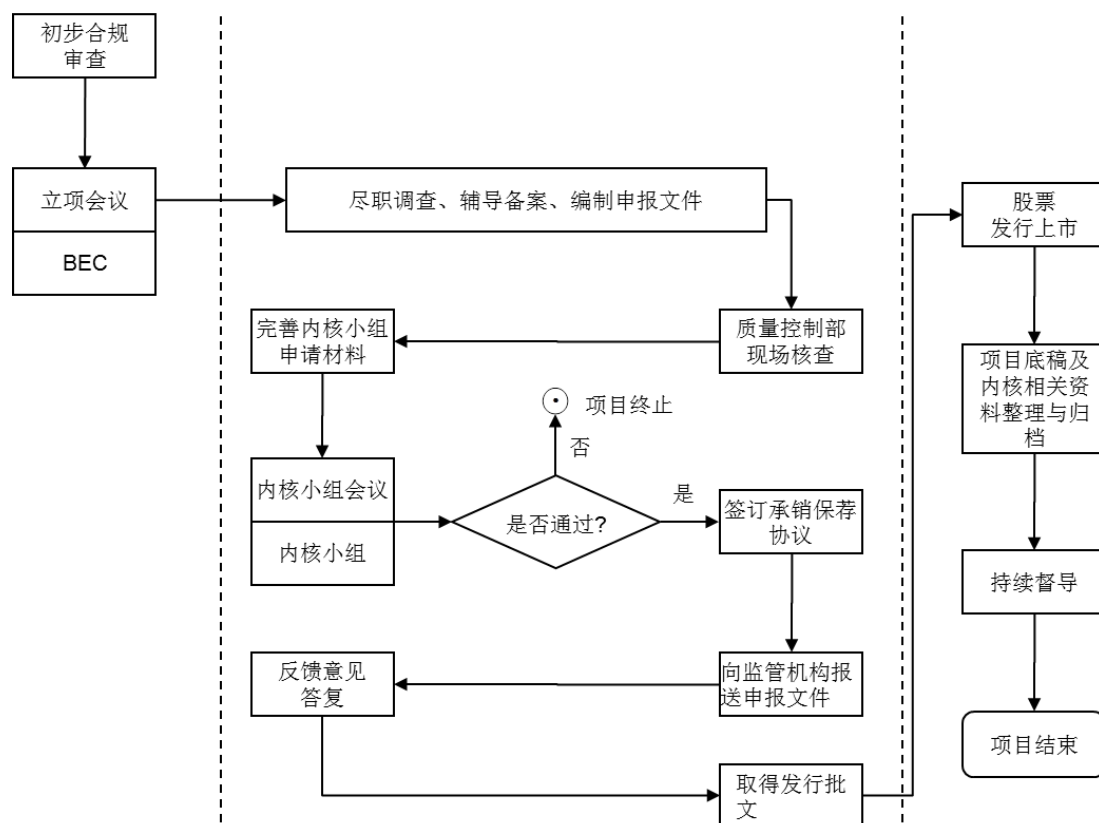 初步合规
审查
立项会议
BEC
尽职调查、辅导备案、编制申报文件
质量控制部
现场核查
完善内核小组
申请材料
内核小组会议
内核小组
是否通过?
否
项目终止
是
签订承销保荐
协议
向监管机构报
送申报文件
反馈意见
答复
取得发行批
文
股票
发行上市
项目底稿及
内核相关资
料整理与归
档
持续督导
项目结束